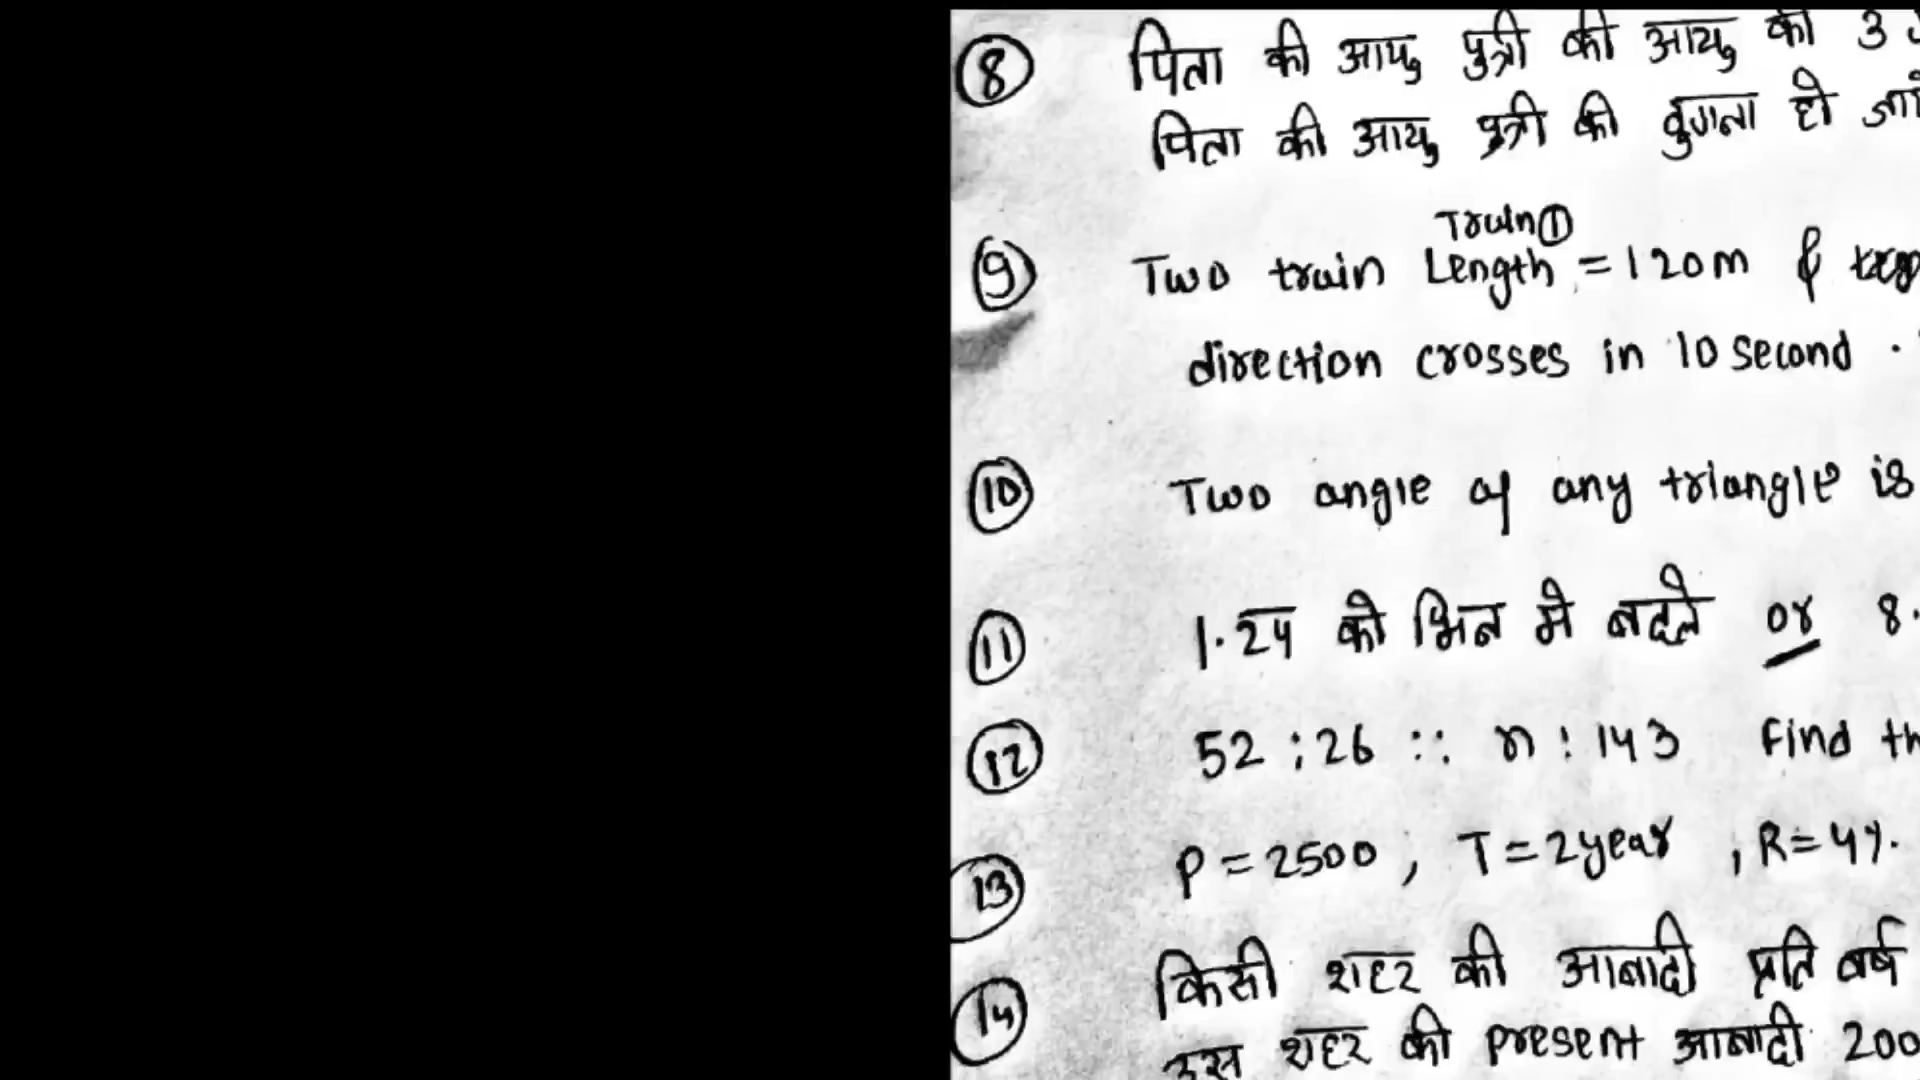 8 पिता की आयु पुत्री की आयु की 3
पिता की आयु पुत्री की दुगना हो
Train①
9 Two train Length = 120m &
direction crosses in 10 second .
10 Two angle of any triangle is
11 1.24 को भिन मे बदले or 8.
12 52 : 26 :: n : 143 Find th
13 P = 2500 , T = 2year , R = 4%.
14 किसी शहर की आबादी प्रति वर्ष
उस शहर की present आबादी 200